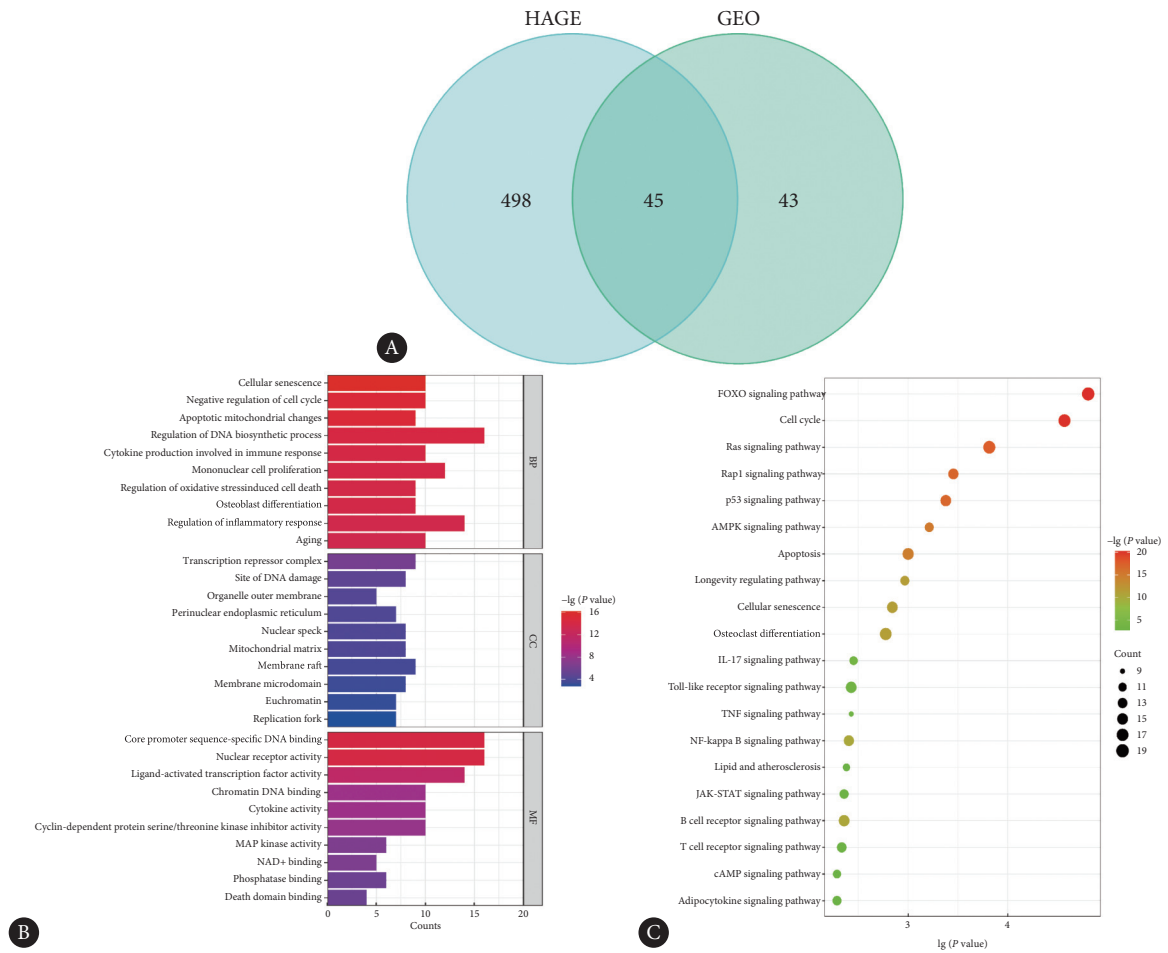 HAGE
GEO
498
45
43
A
Cellular senescence
Negative regulation of cell cycle
Apoptotic mitochondrial changes
Regulation of DNA biosynthetic process
Cytokine production involved in immune response
Mononuclear cell proliferation
Regulation of oxidative stressinduced cell death
Osteoblast differentiation
Regulation of inflammatory response
Aging
BP
Transcription repressor complex
Site of DNA damage
Organelle outer membrane
Perinuclear endoplasmic reticulum
Nuclear speck
Mitochondrial matrix
Membrane raft
Membrane microdomain
Euchromatin
Replication fork
CC
Core promoter sequence-specific DNA binding
Nuclear receptor activity
Ligand-activated transcription factor activity
Chromatin DNA binding
Cytokine activity
Cyclin-dependent protein serine/threonine kinase inhibitor activity
MAP kinase activity
NAD+ binding
Phosphatase binding
Death domain binding
MF
0 5 10 15 20
Counts
−lg (P value)
16
12
8
4
B
FOXO signaling pathway
Cell cycle
Ras signaling pathway
Rap1 signaling pathway
p53 signaling pathway
AMPK signaling pathway
Apoptosis
Longevity regulating pathway
Cellular senescence
Osteoclast differentiation
IL-17 signaling pathway
Toll-like receptor signaling pathway
TNF signaling pathway
NF-kappa B signaling pathway
Lipid and atherosclerosis
JAK-STAT signaling pathway
B cell receptor signaling pathway
T cell receptor signaling pathway
cAMP signaling pathway
Adipocytokine signaling pathway
3 4
lg (P value)
−lg (P value)
20
15
10
5
Count
9
11
13
15
17
19
C